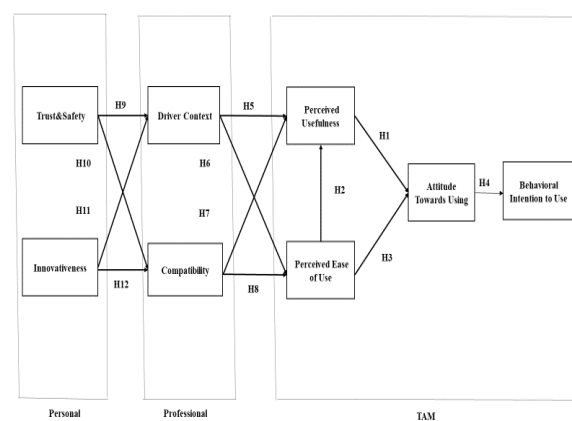 H9
H5
Trust&Safety
Driver Context
Perceived
Usefulness
H1
H10
H6
Attitude
Towards Using
H4
Behavioral
Intention to Use
H2
H11
H7
H3
Innovativeness
Compatibility
Perceived Ease
of Use
H12
H8
Personal
Professional
TAM